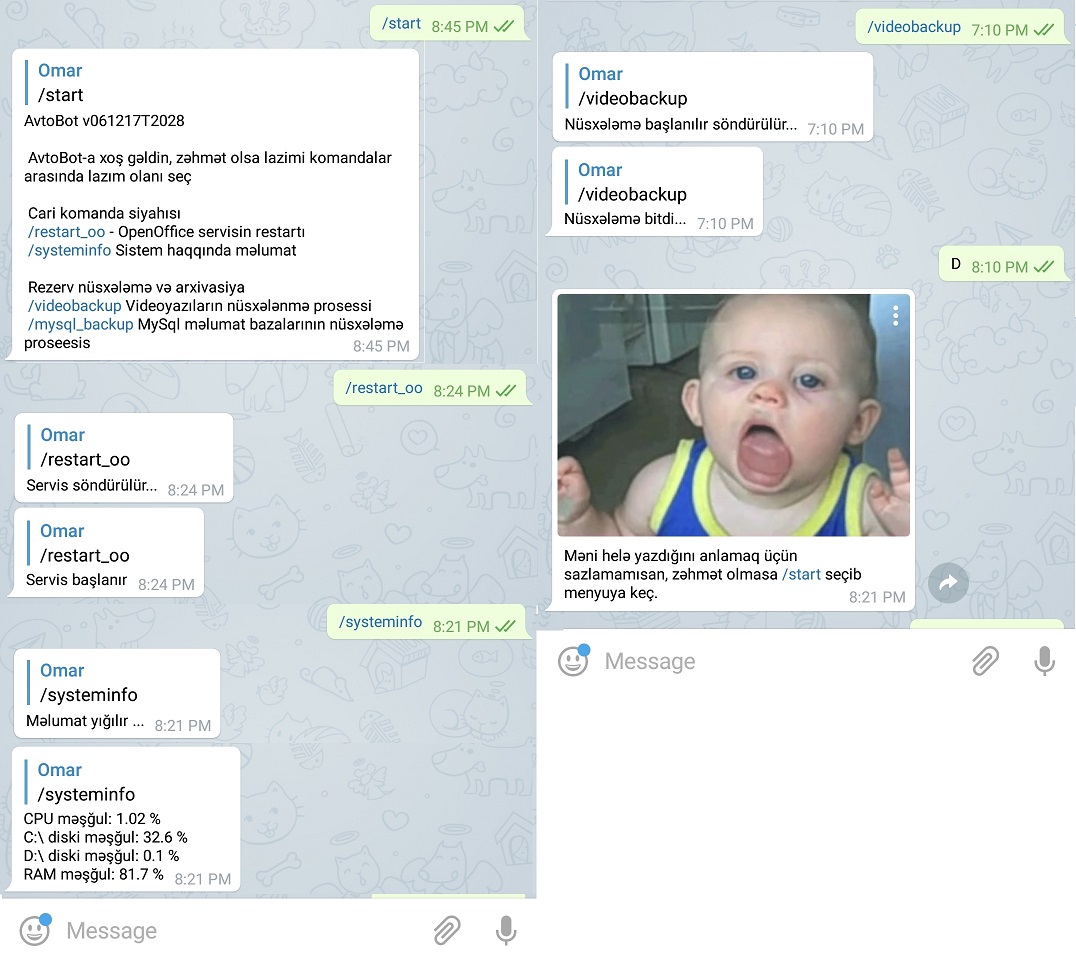 /start 8:45 PM
Omar
/start
AvtoBot v061217T2028
AvtoBot-a xoş gəldin, zəhmət olsa lazimi komandalar
arasında lazım olanı seç
Cari komanda siyahısı
/restart_oo - OpenOffice servisin restartı
/systeminfo Sistem haqqında məlumat
Rezerv nüsxələmə və arxivasiya
/videobackup Videoyazıların nüsxələnmə prosessi
/mysql_backup MySql məlumat bazalarının nüsxələmə
proseesis
8:45 PM
/restart_oo 8:24 PM
Omar
/restart_oo
Servis söndürülür... 8:24 PM
Omar
/restart_oo
Servis başlanır 8:24 PM
/systeminfo 8:21 PM
Omar
/systeminfo
Məlumat yığılır ... 8:21 PM
Omar
/systeminfo
CPU məşğul: 1.02 %
C:\ diski məşğul: 32.6 %
D:\ diski məşğul: 0.1 %
RAM məşğul: 81.7 % 8:21 PM
Message
/videobackup 7:10 PM
Omar
/videobackup
Nüsxələmə başlanılır söndürülür... 7:10 PM
Omar
/videobackup
Nüsxələmə bitdi... 7:10 PM
D 8:10 PM
Məni helə yazdığını anlamaq üçün
sazlamamısan, zəhmət olmasa /start seçib
menyuya keç.
8:21 PM
Message